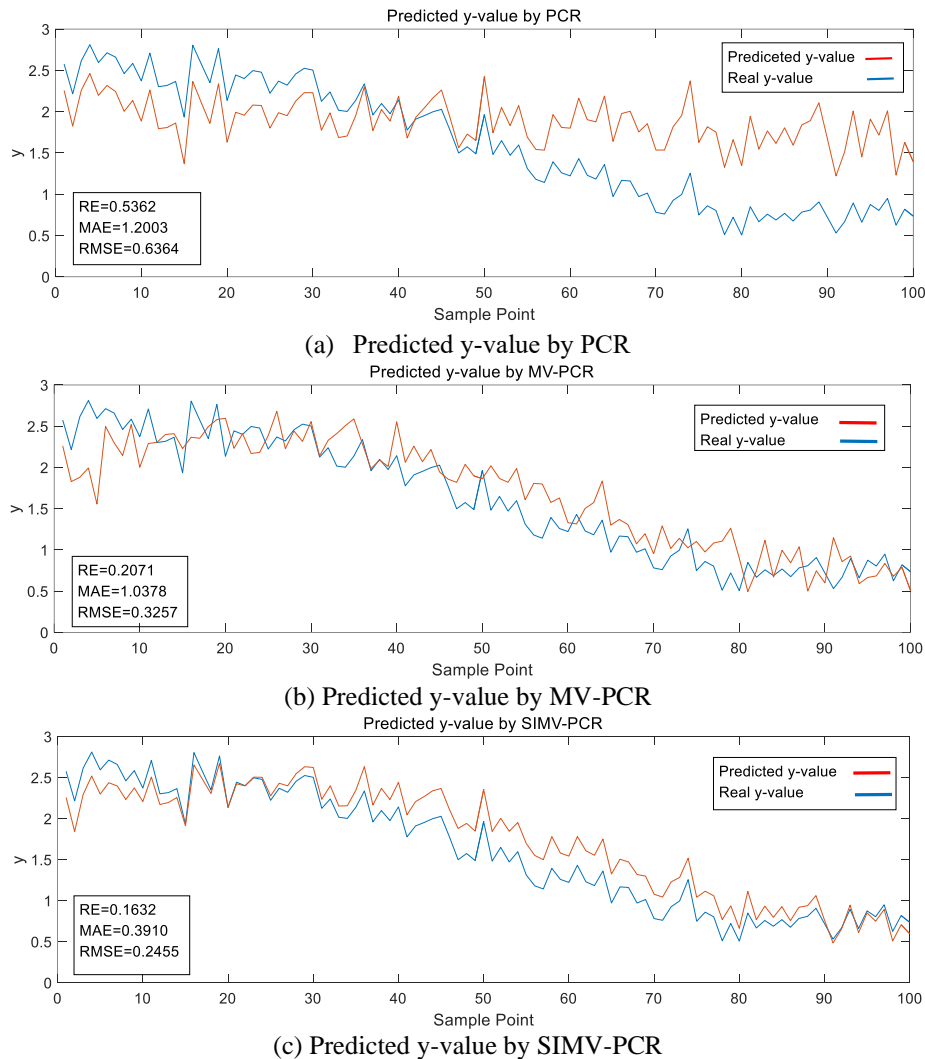 Predicted y-value by PCR
3
2.5
2
1.5
1
0.5
0
y
Prediceted y-value
Real y-value
RE=0.5362
MAE=1.2003
RMSE=0.6364
0 10 20 30 40 50 60 70 80 90 100
Sample Point
(a) Predicted y-value by PCR
Predicted y-value by MV-PCR
3
2.5
2
1.5
1
0.5
0
y
Predicted y-value
Real y-value
RE=0.2071
MAE=1.0378
RMSE=0.3257
0 10 20 30 40 50 60 70 80 90 100
Sample Point
(b) Predicted y-value by MV-PCR
Predicted y-value by SIMV-PCR
3
2.5
2
1.5
1
0.5
0
y
Predicted y-value
Real y-value
RE=0.1632
MAE=0.3910
RMSE=0.2455
0 10 20 30 40 50 60 70 80 90 100
Sample Point
(c) Predicted y-value by SIMV-PCR